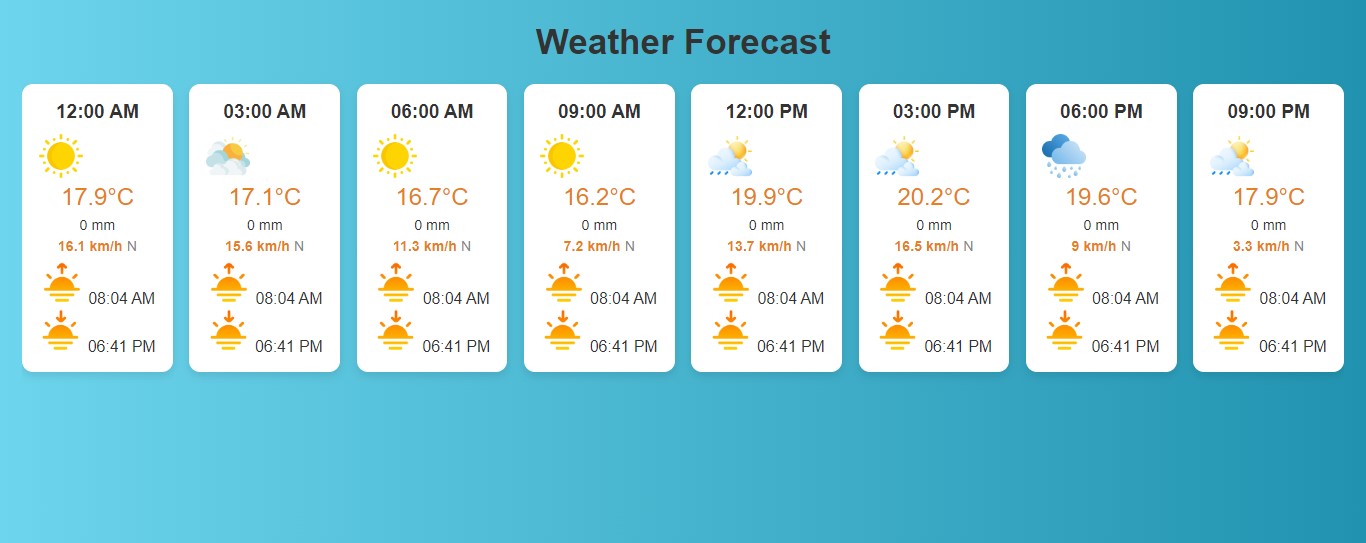 Weather Forecast
12:00 AM
17.9°C
0 mm
16.1 km/h N
08:04 AM
06:41 PM
03:00 AM
17.1°C
0 mm
15.6 km/h N
08:04 AM
06:41 PM
06:00 AM
16.7°C
0 mm
11.3 km/h N
08:04 AM
06:41 PM
09:00 AM
16.2°C
0 mm
7.2 km/h N
08:04 AM
06:41 PM
12:00 PM
19.9°C
0 mm
13.7 km/h N
08:04 AM
06:41 PM
03:00 PM
20.2°C
0 mm
16.5 km/h N
08:04 AM
06:41 PM
06:00 PM
19.6°C
0 mm
9 km/h N
08:04 AM
06:41 PM
09:00 PM
17.9°C
0 mm
3.3 km/h N
08:04 AM
06:41 PM